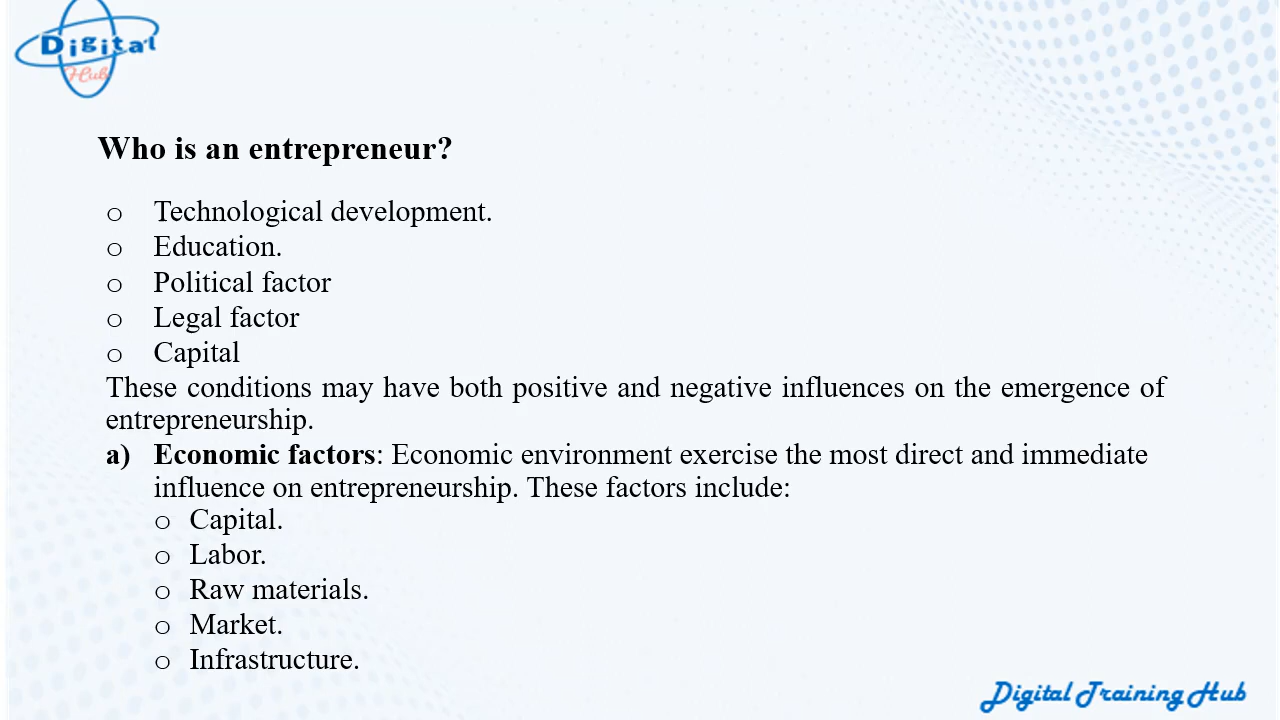 Digital
Hub
Who is an entrepreneur?
o Technological development.
o Education.
o Political factor
o Legal factor
o Capital
These conditions may have both positive and negative influences on the emergence of
entrepreneurship.
a) Economic factors: Economic environment exercise the most direct and immediate
influence on entrepreneurship. These factors include:
o Capital.
o Labor.
o Raw materials.
o Market.
o Infrastructure.
Digital Training Hub